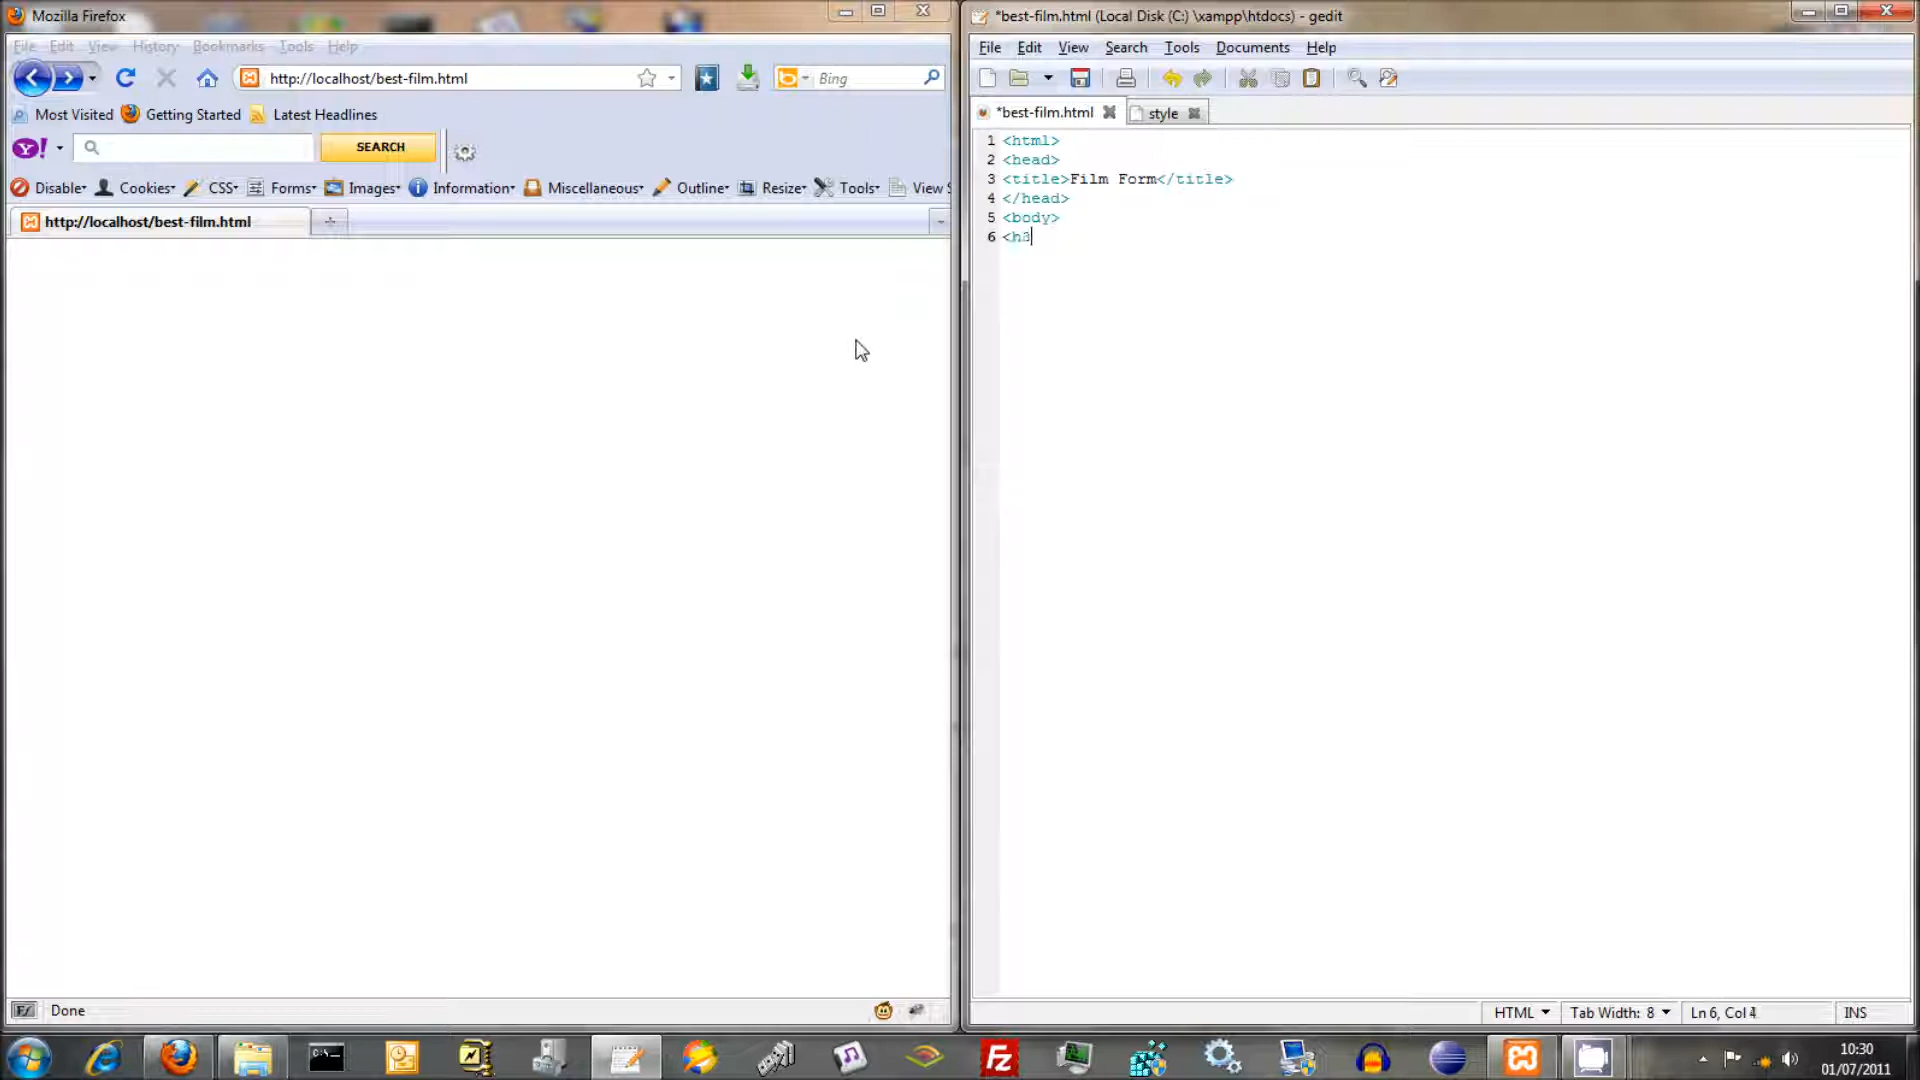 Mozilla Firefox
File Edit View History Bookmarks Tools Help
http://localhost/best-film.html
Bing
Most Visited Getting Started Latest Headlines
Y! SEARCH
Disable Cookies CSS Forms Images Information Miscellaneous Outline Resize Tools View S
http://localhost/best-film.html
Done
*best-film.html (Local Disk (C:) \xampp\htdocs) - gedit
File Edit View Search Tools Documents Help
*best-film.html style
1 <html>
2 <head>
3 <title>Film Form</title>
4 </head>
5 <body>
6 <h3
HTML Tab Width: 8 Ln 6, Col 4 INS
10:30
01/07/2011